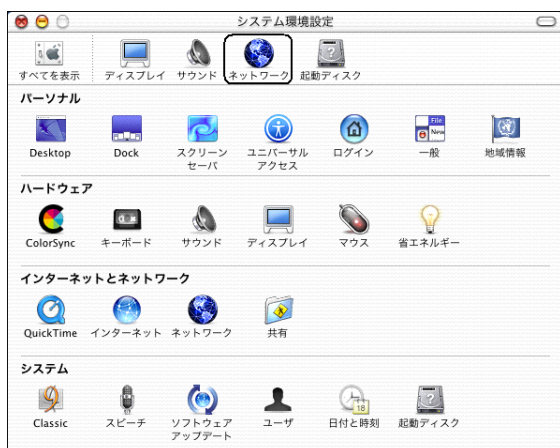 システム環境設定
すべてを表示 ディスプレイ サウンド ネットワーク 起動ディスク
パーソナル
Desktop Dock スクリーン ユニバーサル ログイン 一般 地域情報
セーバ アクセス
File
New
ハードウェア
ColorSync キーボード サウンド ディスプレイ マウス 省エネルギー
インターネットとネットワーク
QuickTime インターネット ネットワーク 共有
システム
18
Classic スピーチ ソフトウェア ユーザ 日付と時刻 起動ディスク
アップデート